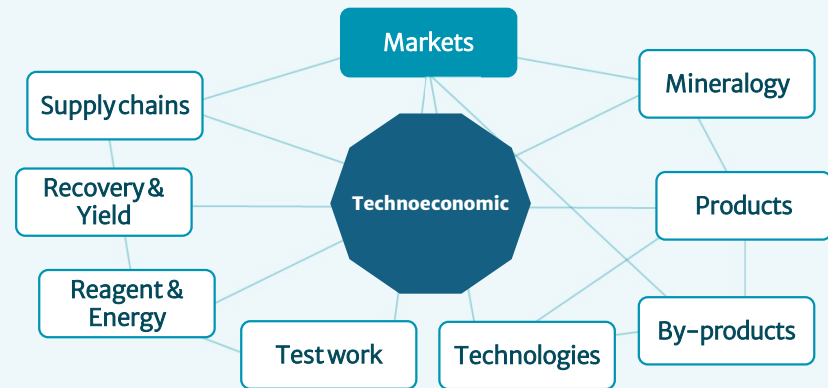 Markets
Mineralogy
Supply chains
Recovery &
Yield
Technoeconomic
Products
Reagent &
Energy
By-products
Test work
Technologies